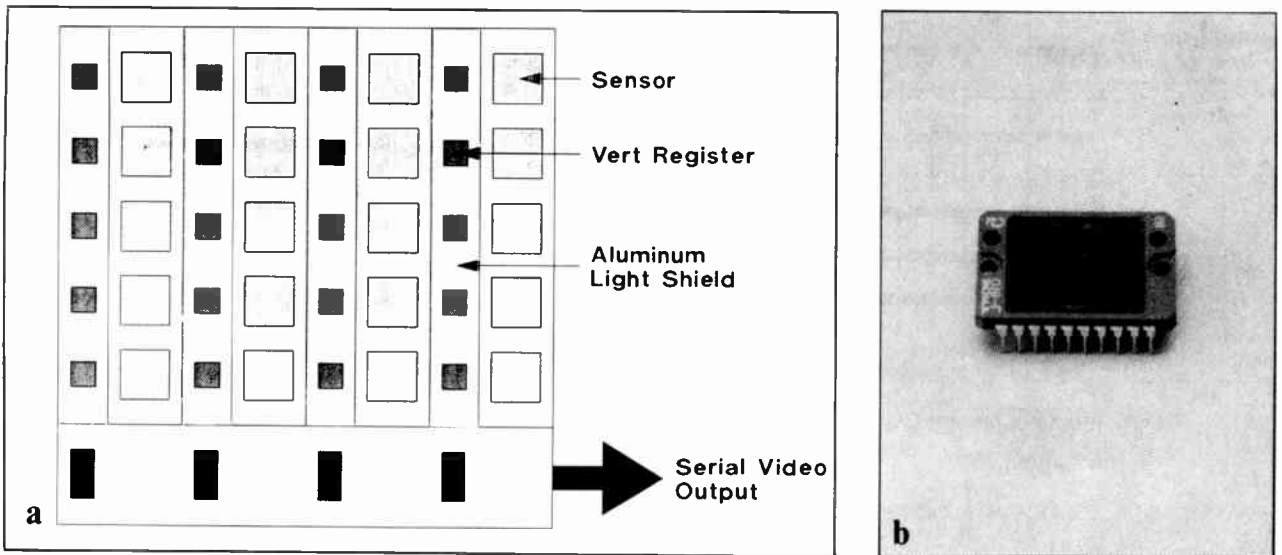 Sensor
Vert Register
Aluminum
Light Shield
Serial Video
Output
a
b